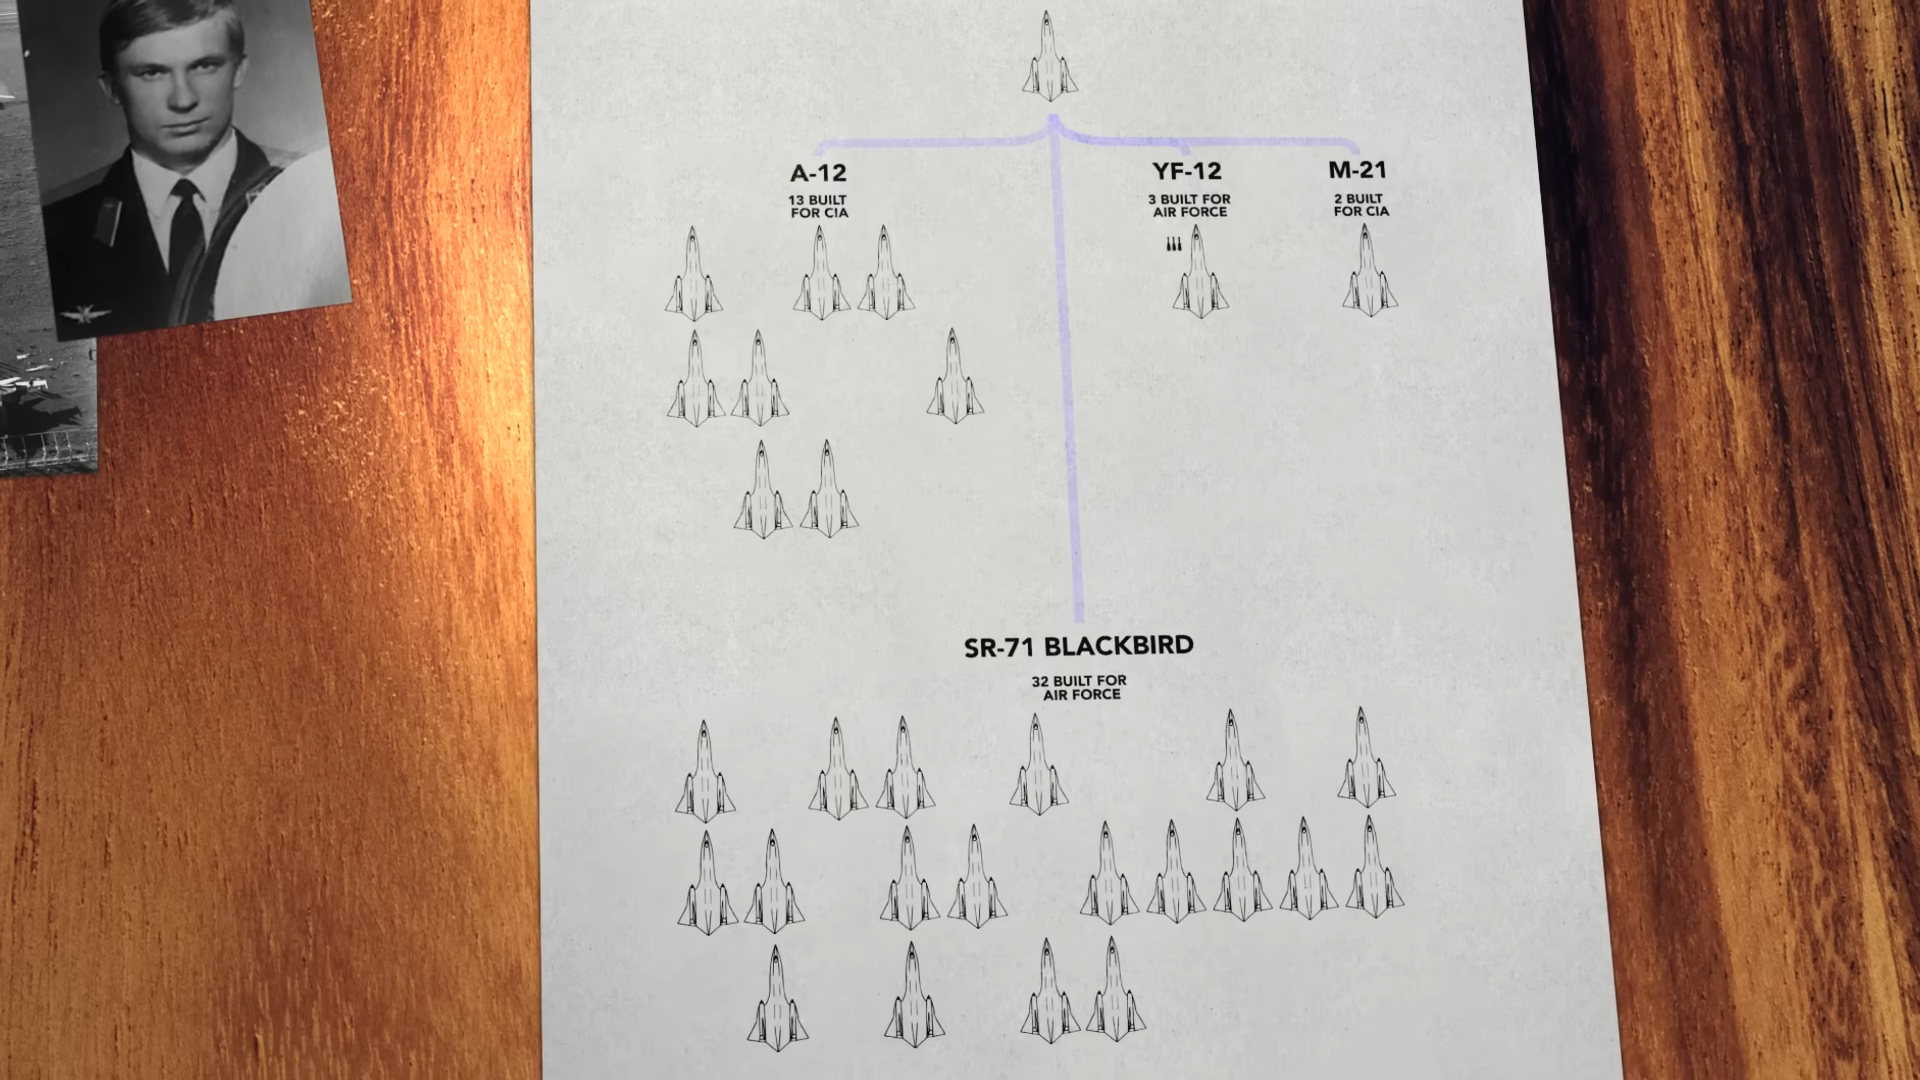 A-12
13 BUILT
FOR CIA
YF-12
3 BUILT FOR
AIR FORCE
M-21
2 BUILT
FOR CIA
SR-71 BLACKBIRD
32 BUILT FOR
AIR FORCE